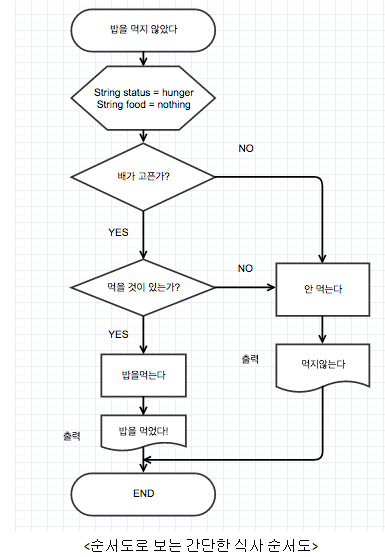 밥을 먹지 않았다
String status = hunger
String food = nothing
배가 고픈가?
NO
YES
먹을 것이 있는가?
NO
안 먹는다
YES
밥을먹는다
출력
먹지않는다
출력
밥을 먹었다!
END
<순서도로 보는 간단한 식사 순서도>